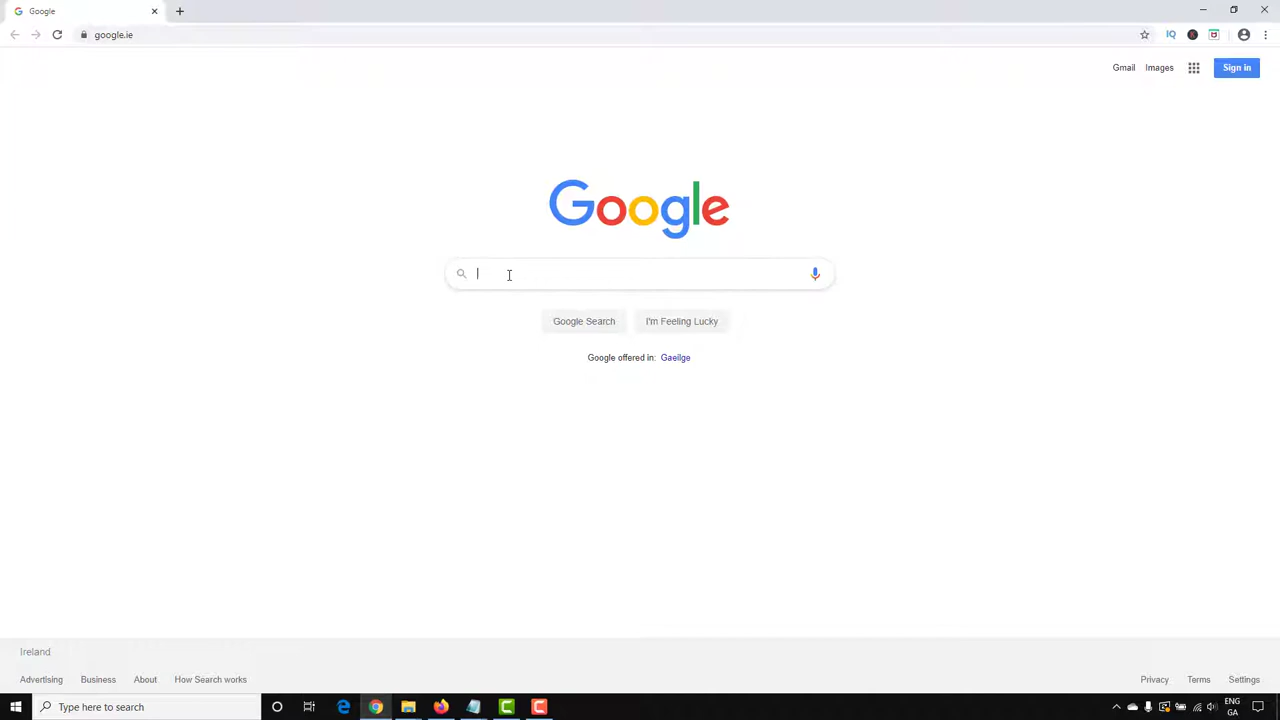 Google
google.ie
Gmail Images Sign in
Google
Google Search I'm Feeling Lucky
Google offered in: Gaeilge
Ireland
Advertising Business About How Search works Privacy Terms Settings
Type here to search
ENG
GA